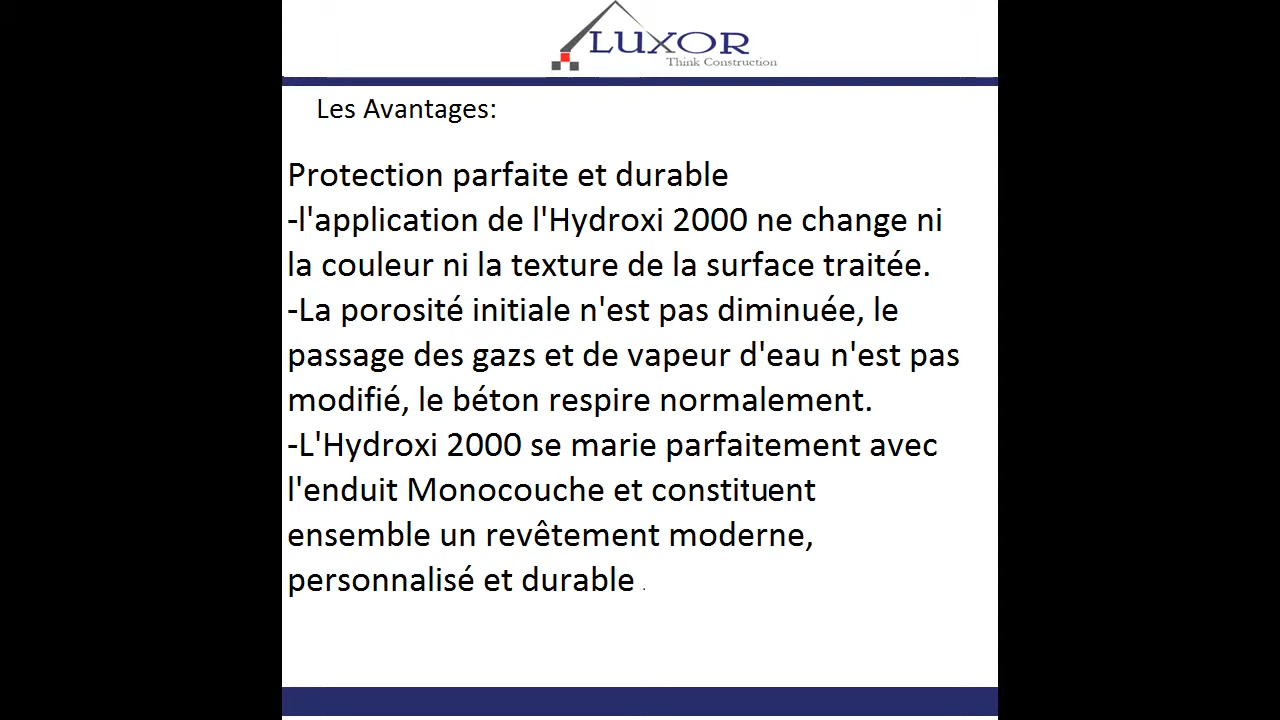 LUXOR
Think Construction
Les Avantages:
Protection parfaite et durable
-l'application de l'Hydroxi 2000 ne change ni
la couleur ni la texture de la surface traitée.
-La porosité initiale n'est pas diminuée, le
passage des gazs et de vapeur d'eau n'est pas
modifié, le béton respire normalement.
-L'Hydroxi 2000 se marie parfaitement avec
l'enduit Monocouche et constituent
ensemble un revêtement moderne,
personnalisé et durable .